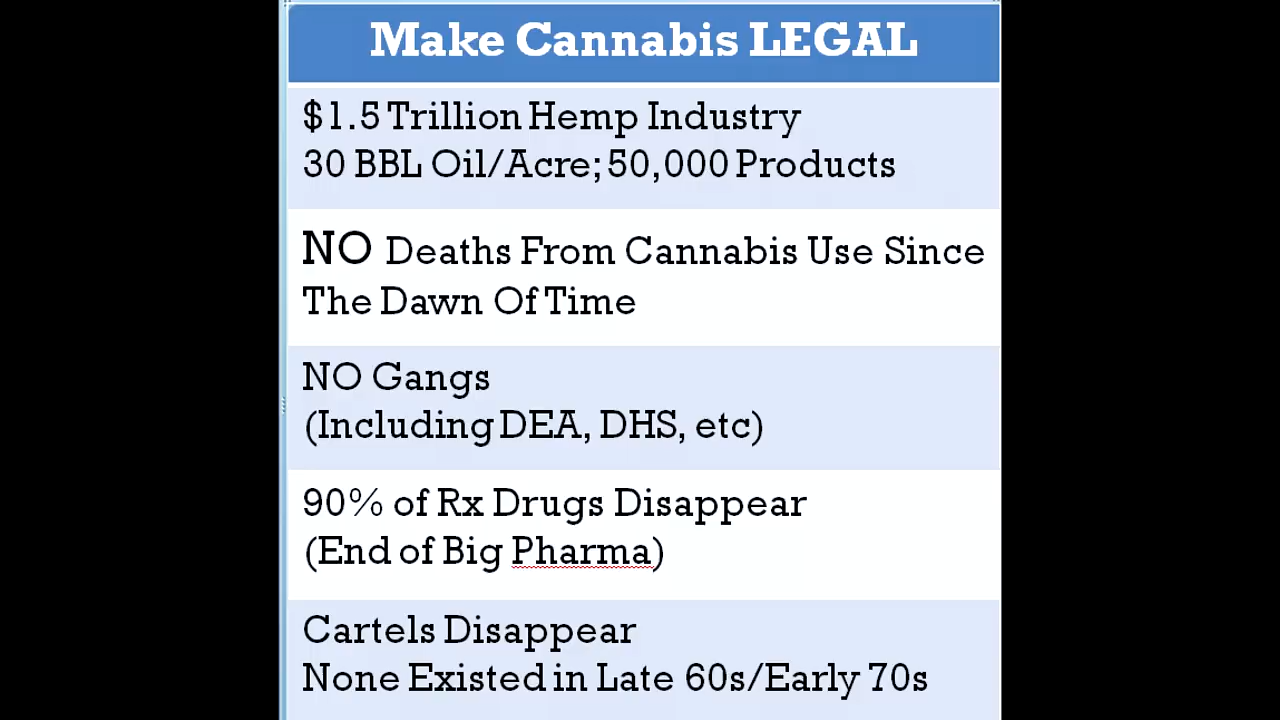 Make Cannabis LEGAL
$1.5 Trillion Hemp Industry
30 BBL Oil/Acre; 50,000 Products
NO Deaths From Cannabis Use Since
The Dawn Of Time
NO Gangs
(Including DEA, DHS, etc)
90% of Rx Drugs Disappear
(End of Big Pharma)
Cartels Disappear
None Existed in Late 60s/Early 70s